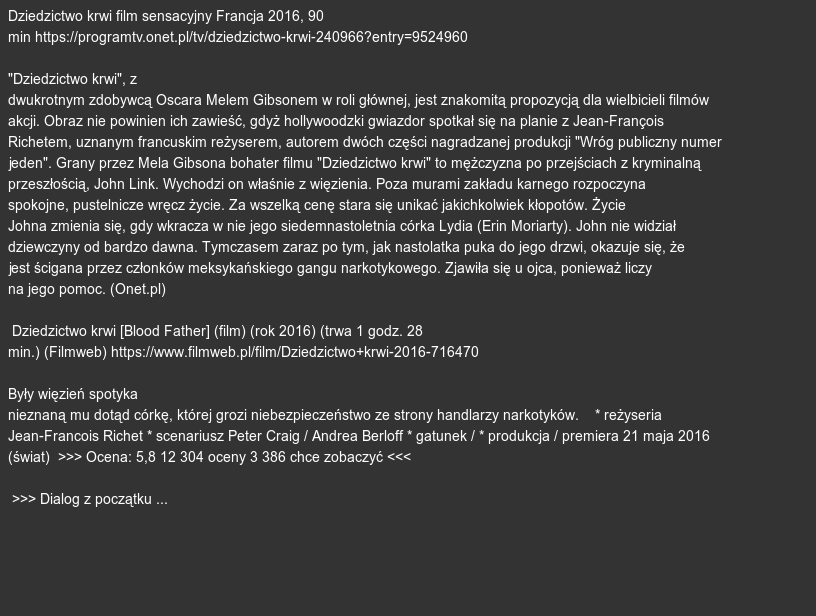 Dziedzictwo krwi film sensacyjny Francja 2016, 90
min https://programtv.onet.pl/tv/dziedzictwo-krwi-240966?entry=9524960
"Dziedzictwo krwi", z
dwukrotnym zdobywcą Oscara Melem Gibsonem w roli głównej, jest znakomitą propozycją dla wielbicieli filmów
akcji. Obraz nie powinien ich zawieść, gdyż hollywoodzki gwiazdor spotkał się na planie z Jean-François
Richetem, uznanym francuskim reżyserem, autorem dwóch części nagradzanej produkcji "Wróg publiczny numer
jeden". Grany przez Mela Gibsona bohater filmu "Dziedzictwo krwi" to mężczyzna po przejściach z kryminalną
przeszłością, John Link. Wychodzi on właśnie z więzienia. Poza murami zakładu karnego rozpoczyna
spokojne, pustelnicze wręcz życie. Za wszelką cenę stara się unikać jakichkolwiek kłopotów. Życie
Johna zmienia się, gdy wkracza w nie jego siedemnastoletnia córka Lydia (Erin Moriarty). John nie widział
dziewczyny od bardzo dawna. Tymczasem zaraz po tym, jak nastolatka puka do jego drzwi, okazuje się, że
jest ścigana przez członków meksykańskiego gangu narkotykowego. Zjawiła się u ojca, ponieważ liczy
na jego pomoc. (Onet.pl)
Dziedzictwo krwi [Blood Father] (film) (rok 2016) (trwa 1 godz. 28
min.) (Filmweb) https://www.filmweb.pl/film/Dziedzictwo+krwi-2016-716470
Były więzień spotyka
nieznaną mu dotąd córkę, której grozi niebezpieczeństwo ze strony handlarzy narkotyków.    * reżyseria
Jean-Francois Richet * scenariusz Peter Craig / Andrea Berloff * gatunek / * produkcja / premiera 21 maja 2016
(świat)  >>> Ocena: 5,8 12 304 oceny 3 386 chce zobaczyć <<<
>>> Dialog z początku ...